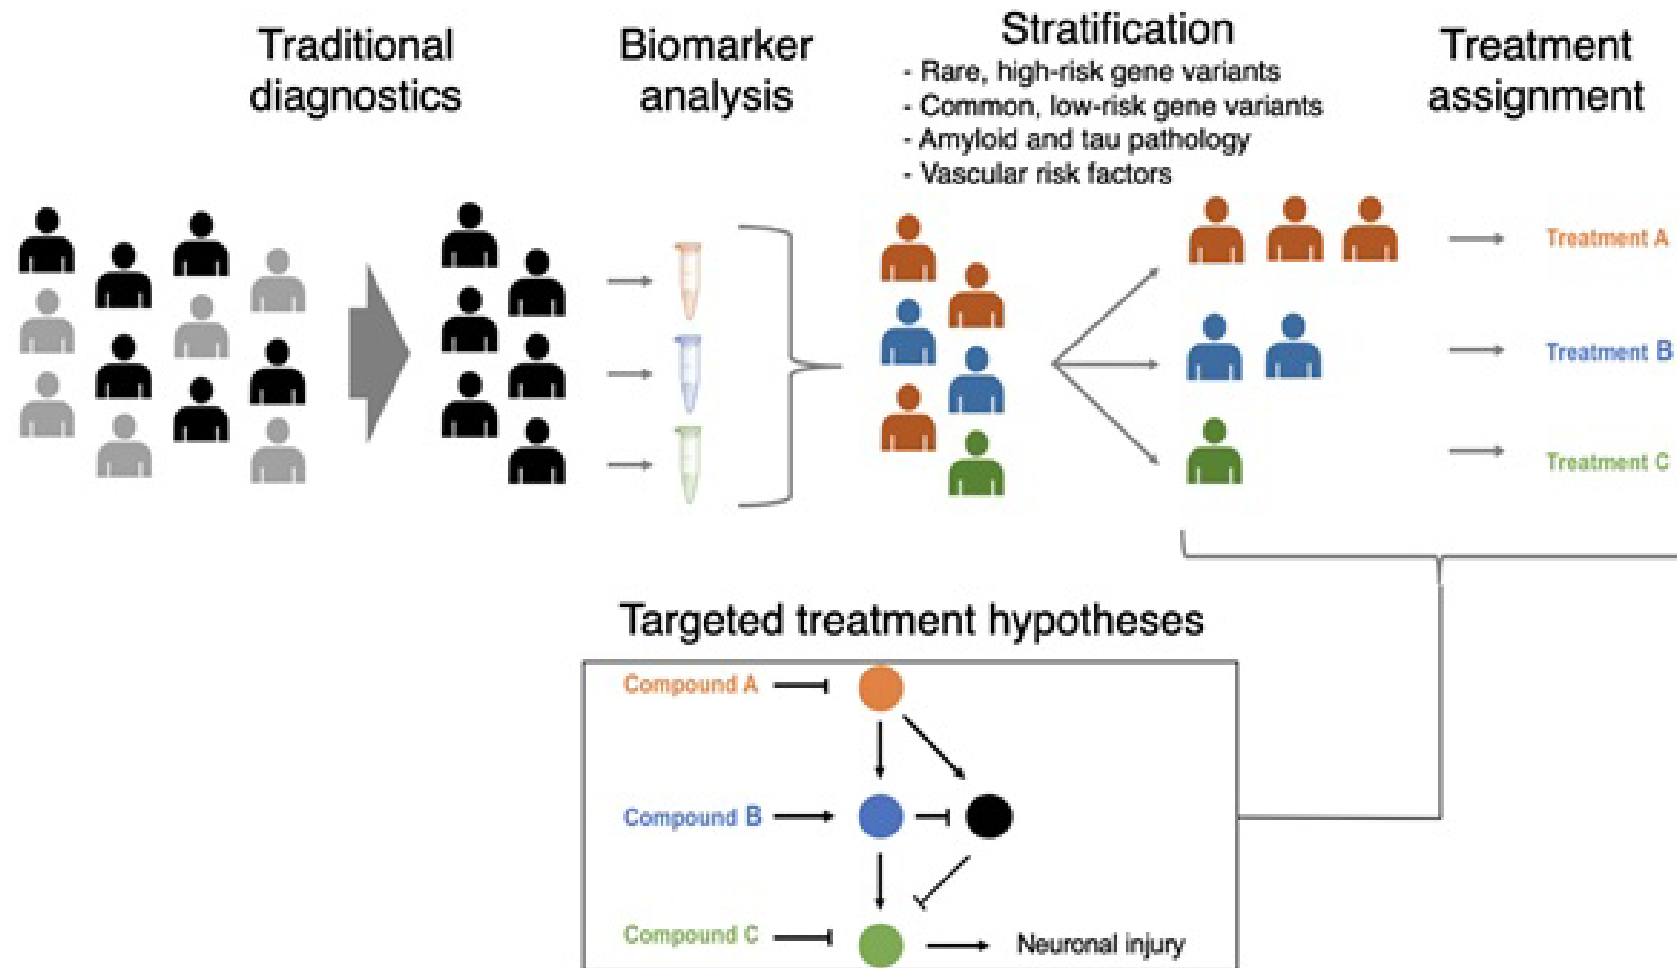 Traditional
diagnostics
Biomarker
analysis
Stratification
- Rare, high-risk gene variants
- Common, low-risk gene variants
- Amyloid and tau pathology
- Vascular risk factors
Treatment
assignment
Treatment A
Treatment B
Treatment C
Targeted treatment hypotheses
Compound A
Compound B
Compound C
Neuronal injury